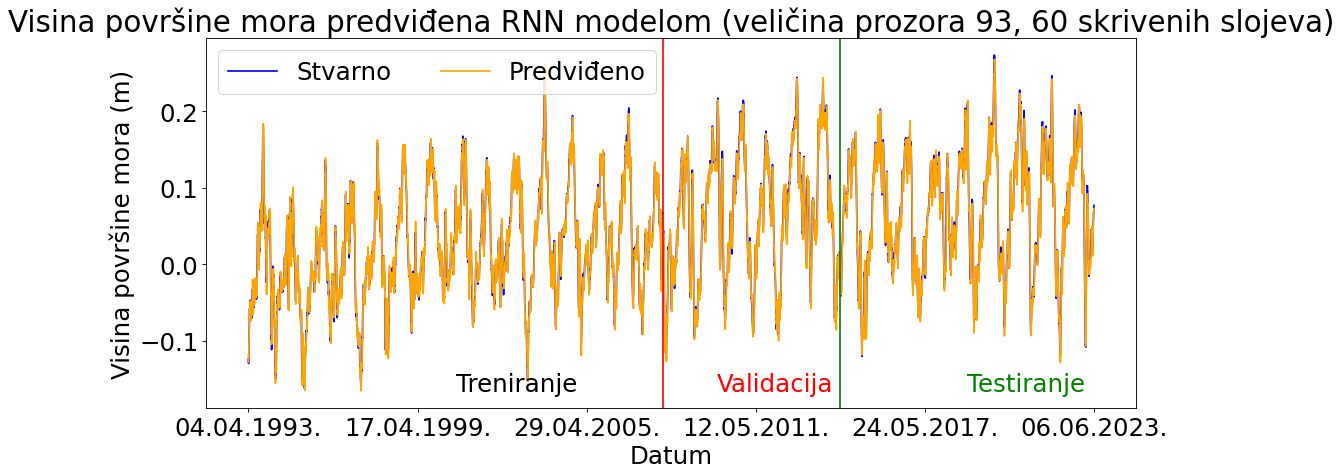 Visina površine mora predviđena RNN modelom (veličina prozora 93, 60 skrivenih slojeva)
Stvarno
Predviđeno
Visina površine mora (m)
0.2
0.1
0.0
−0.1
Treniranje
Validacija
Testiranje
04.04.1993.
17.04.1999.
29.04.2005.
12.05.2011.
24.05.2017.
06.06.2023.
Datum